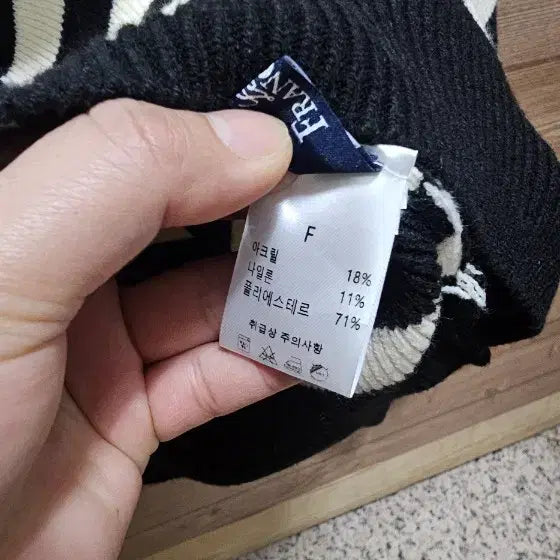 FRAN
F
아크릴 18%
나일론 11%
폴리에스테르 71%
취급상 주의사항